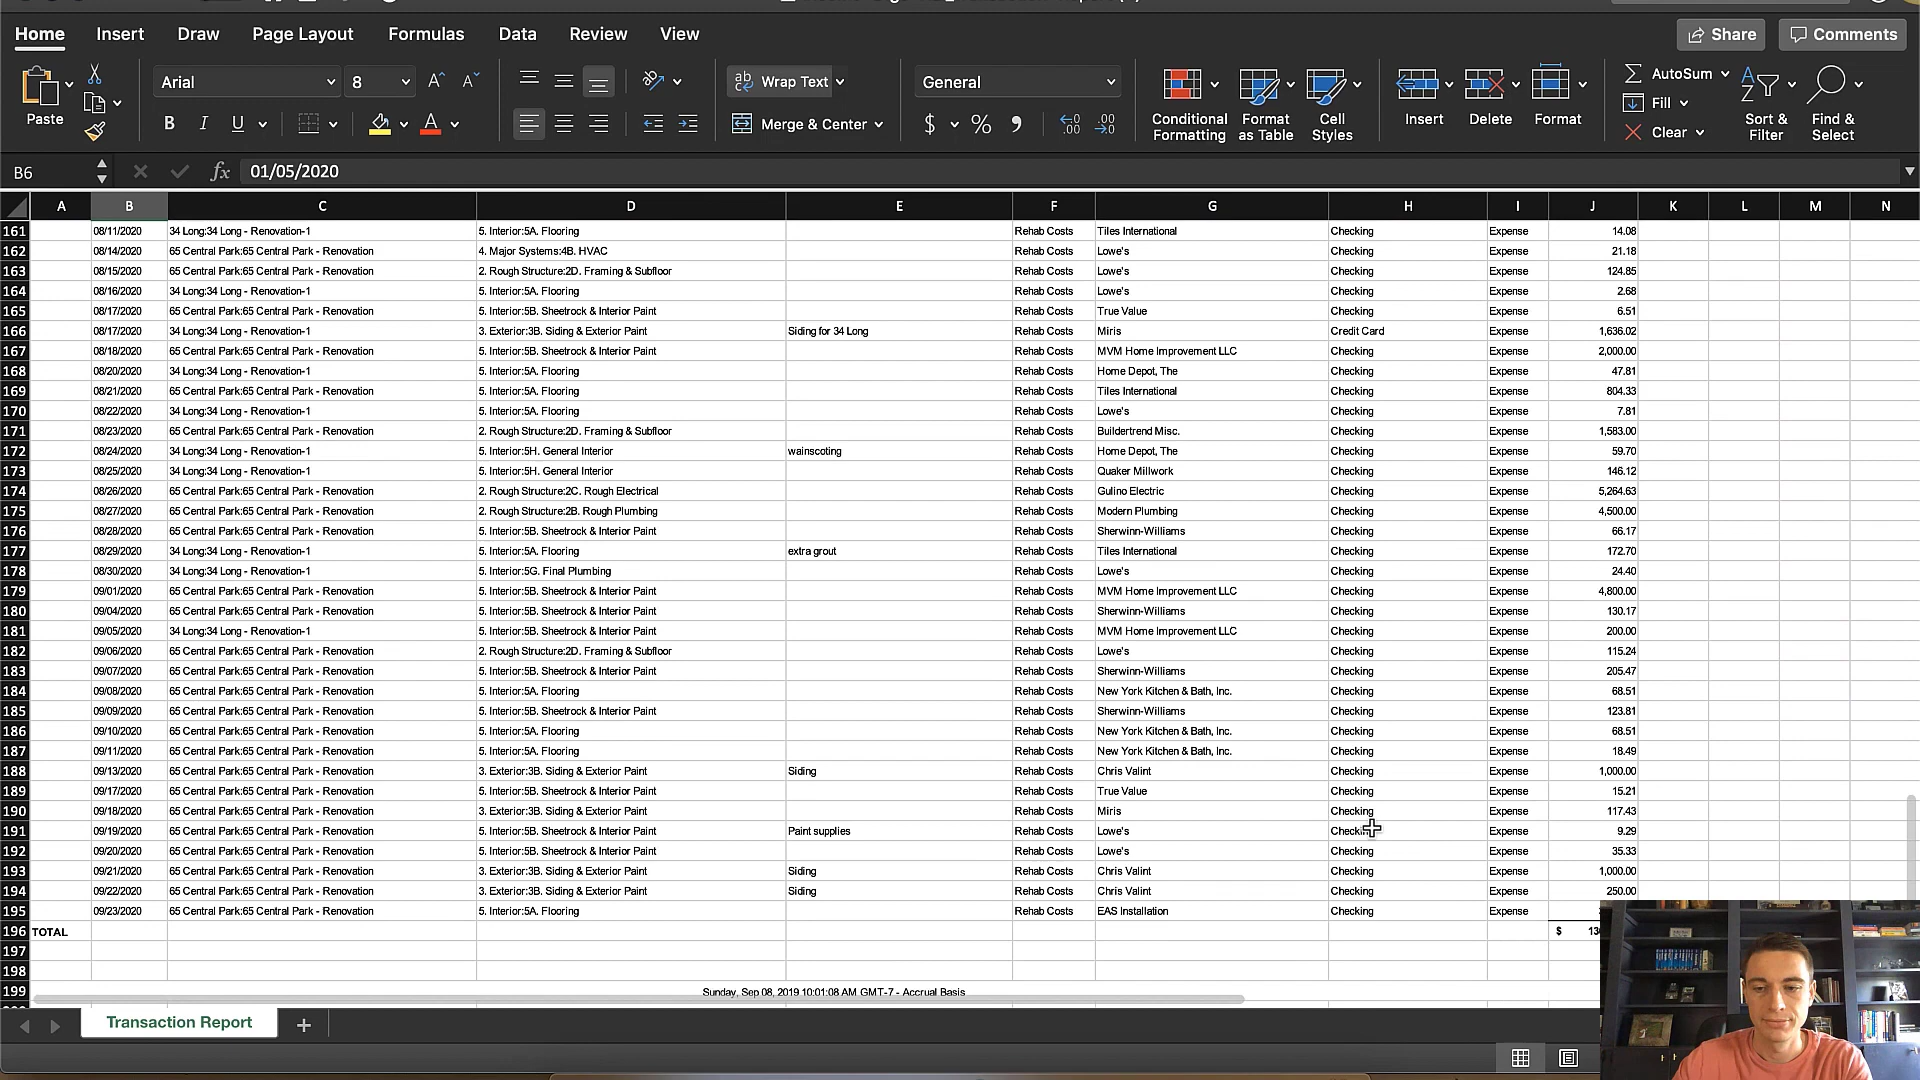 Home Insert Draw Page Layout Formulas Data Review View Share Comments
Paste Arial 8 Wrap Text General Merge & Center Conditional Formatting Format as Table Cell Styles Insert Delete Format AutoSum Fill Clear Sort & Filter Find & Select
B6 fx 01/05/2020
A B C D E F G H I J K L M N
161 08/11/2020 34 Long:34 Long - Renovation-1 5. Interior:5A. Flooring Rehab Costs Tiles International Checking Expense 14.08
162 08/14/2020 65 Central Park:65 Central Park - Renovation 4. Major Systems:4B. HVAC Rehab Costs Lowe's Checking Expense 21.18
163 08/15/2020 65 Central Park:65 Central Park - Renovation 2. Rough Structure:2D. Framing & Subfloor Rehab Costs Lowe's Checking Expense 124.85
164 08/16/2020 34 Long:34 Long - Renovation-1 5. Interior:5A. Flooring Rehab Costs Lowe's Checking Expense 2.68
165 08/17/2020 65 Central Park:65 Central Park - Renovation 5. Interior:5B. Sheetrock & Interior Paint Rehab Costs True Value Checking Expense 6.51
166 08/17/2020 34 Long:34 Long - Renovation-1 3. Exterior:3B. Siding & Exterior Paint Siding for 34 Long Rehab Costs Miris Credit Card Expense 1,636.02
167 08/18/2020 65 Central Park:65 Central Park - Renovation 5. Interior:5B. Sheetrock & Interior Paint Rehab Costs MVM Home Improvement LLC Checking Expense 2,000.00
168 08/20/2020 34 Long:34 Long - Renovation-1 5. Interior:5A. Flooring Rehab Costs Home Depot, The Checking Expense 47.81
169 08/21/2020 65 Central Park:65 Central Park - Renovation 5. Interior:5A. Flooring Rehab Costs Tiles International Checking Expense 804.33
170 08/22/2020 34 Long:34 Long - Renovation-1 5. Interior:5A. Flooring Rehab Costs Lowe's Checking Expense 7.81
171 08/23/2020 65 Central Park:65 Central Park - Renovation 2. Rough Structure:2D. Framing & Subfloor Rehab Costs Buildertrend Misc. Checking Expense 1,583.00
172 08/24/2020 34 Long:34 Long - Renovation-1 5. Interior:5H. General Interior wainscoting Rehab Costs Home Depot, The Checking Expense 59.70
173 08/25/2020 34 Long:34 Long - Renovation-1 5. Interior:5H. General Interior Rehab Costs Quaker Millwork Checking Expense 146.12
174 08/26/2020 65 Central Park:65 Central Park - Renovation 2. Rough Structure:2C. Rough Electrical Rehab Costs Gulino Electric Checking Expense 5,264.63
175 08/27/2020 65 Central Park:65 Central Park - Renovation 2. Rough Structure:2B. Rough Plumbing Rehab Costs Modern Plumbing Checking Expense 4,500.00
176 08/28/2020 65 Central Park:65 Central Park - Renovation 5. Interior:5B. Sheetrock & Interior Paint Rehab Costs Sherwinn-Williams Checking Expense 66.17
177 08/29/2020 34 Long:34 Long - Renovation-1 5. Interior:5A. Flooring extra grout Rehab Costs Tiles International Checking Expense 172.70
178 08/30/2020 34 Long:34 Long - Renovation-1 5. Interior:5G. Final Plumbing Rehab Costs Lowe's Checking Expense 24.40
179 09/01/2020 65 Central Park:65 Central Park - Renovation 5. Interior:5B. Sheetrock & Interior Paint Rehab Costs MVM Home Improvement LLC Checking Expense 4,800.00
180 09/04/2020 65 Central Park:65 Central Park - Renovation 5. Interior:5B. Sheetrock & Interior Paint Rehab Costs Sherwinn-Williams Checking Expense 130.17
181 09/05/2020 34 Long:34 Long - Renovation-1 5. Interior:5B. Sheetrock & Interior Paint Rehab Costs MVM Home Improvement LLC Checking Expense 200.00
182 09/06/2020 65 Central Park:65 Central Park - Renovation 2. Rough Structure:2D. Framing & Subfloor Rehab Costs Lowe's Checking Expense 115.24
183 09/07/2020 65 Central Park:65 Central Park - Renovation 5. Interior:5B. Sheetrock & Interior Paint Rehab Costs Sherwinn-Williams Checking Expense 205.47
184 09/08/2020 65 Central Park:65 Central Park - Renovation 5. Interior:5A. Flooring Rehab Costs New York Kitchen & Bath, Inc. Checking Expense 68.51
185 09/09/2020 65 Central Park:65 Central Park - Renovation 5. Interior:5B. Sheetrock & Interior Paint Rehab Costs Sherwinn-Williams Checking Expense 123.81
186 09/10/2020 65 Central Park:65 Central Park - Renovation 5. Interior:5A. Flooring Rehab Costs New York Kitchen & Bath, Inc. Checking Expense 68.51
187 09/11/2020 65 Central Park:65 Central Park - Renovation 5. Interior:5A. Flooring Rehab Costs New York Kitchen & Bath, Inc. Checking Expense 18.49
188 09/13/2020 65 Central Park:65 Central Park - Renovation 3. Exterior:3B. Siding & Exterior Paint Siding Rehab Costs Chris Valint Checking Expense 1,000.00
189 09/17/2020 65 Central Park:65 Central Park - Renovation 5. Interior:5B. Sheetrock & Interior Paint Rehab Costs True Value Checking Expense 15.21
190 09/18/2020 65 Central Park:65 Central Park - Renovation 3. Exterior:3B. Siding & Exterior Paint Rehab Costs Miris Checking Expense 117.43
191 09/19/2020 65 Central Park:65 Central Park - Renovation 5. Interior:5B. Sheetrock & Interior Paint Paint supplies Rehab Costs Lowe's Checking Expense 9.29
192 09/20/2020 65 Central Park:65 Central Park - Renovation 5. Interior:5B. Sheetrock & Interior Paint Rehab Costs Lowe's Checking Expense 35.33
193 09/21/2020 65 Central Park:65 Central Park - Renovation 3. Exterior:3B. Siding & Exterior Paint Siding Rehab Costs Chris Valint Checking Expense 1,000.00
194 09/22/2020 65 Central Park:65 Central Park - Renovation 3. Exterior:3B. Siding & Exterior Paint Siding Rehab Costs Chris Valint Checking Expense 250.00
195 09/23/2020 65 Central Park:65 Central Park - Renovation 5. Interior:5A. Flooring Rehab Costs EAS Installation Checking Expense
196 TOTAL $
197
198
199 Sunday, Sep 08, 2019 10:01:08 AM GMT-7 - Accrual Basis
Transaction Report